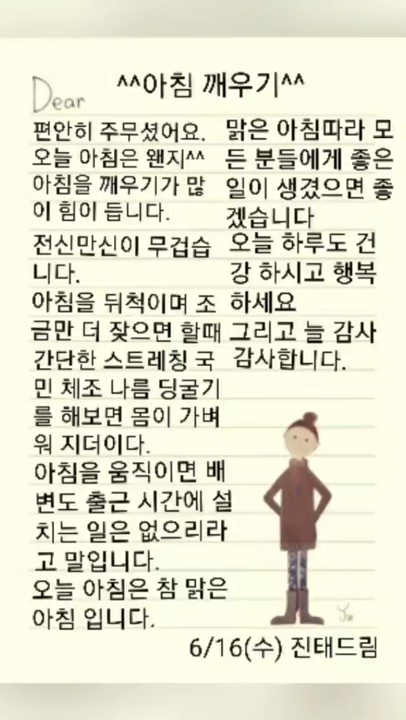 Dear
^^아침 깨우기^^
편안히 주무셨어요.
오늘 아침은 웬지^^
아침을 깨우기가 많
이 힘이 듭니다.
전신만신이 무겁습
니다.
아침을 뒤척이며 조
금만 더 잦으면 할때
간단한 스트레칭 국
민 체조 나름 딩굴기
를 해보면 몸이 가벼
워 지더이다.
아침을 움직이면 배
변도 출근 시간에 설
치는 일은 없으리라
고 말입니다.
오늘 아침은 참 맑은
아침 입니다.
맑은 아침따라 모
든 분들에게 좋은
일이 생겼으면 좋
겠습니다
오늘 하루도 건
강 하시고 행복
하세요
그리고 늘 감사
감사합니다.
6/16(수) 진태드림